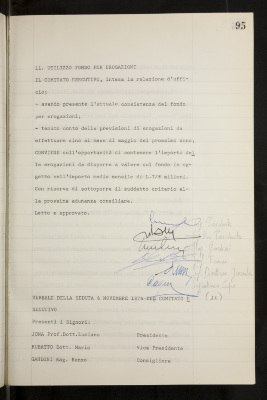 95
11. UTILIZZO FONDO PER EROGAZIONI
Il COMITATO ESECUTIVO, intesa la relazione d'uffi-
cio;
- avendo presente l'attuale consistenza del fondo
per erogazioni;
- tenuto conto delle previsioni di erogazioni da
effettuare sino al mese di maggio del prossimo anno,
CONVIENE sull'opportunità di contenere l'importo del
le erogazioni da disporre a valere sul fondo in og-
getto nell'importo medio mensile di L. milioni.
Con riserva di sottoporre il suddetto criterio al-
la prossima adunanza consiliare.
Letto e approvato.
VERBALE DELLA SEDUTA 6 NOVEMBRE 1974 DEL COMITATO E
SECUTIVO
Presenti i Signori:
JONA Prof.Dott.Luciano Presidente
RUBATTO Dott. Mario Vice Presidente
GARDONI Rag. Renzo Consigliere